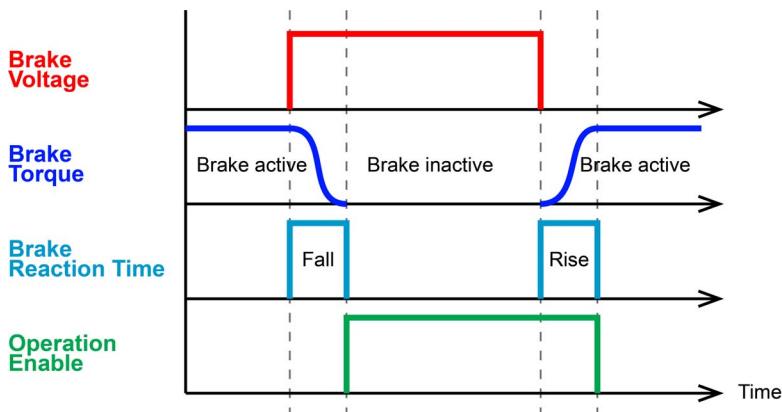 Brake
Voltage
Brake
Torque
Brake active
Brake inactive
Brake active
Brake
Reaction Time
Fall
Rise
Operation
Enable
Time